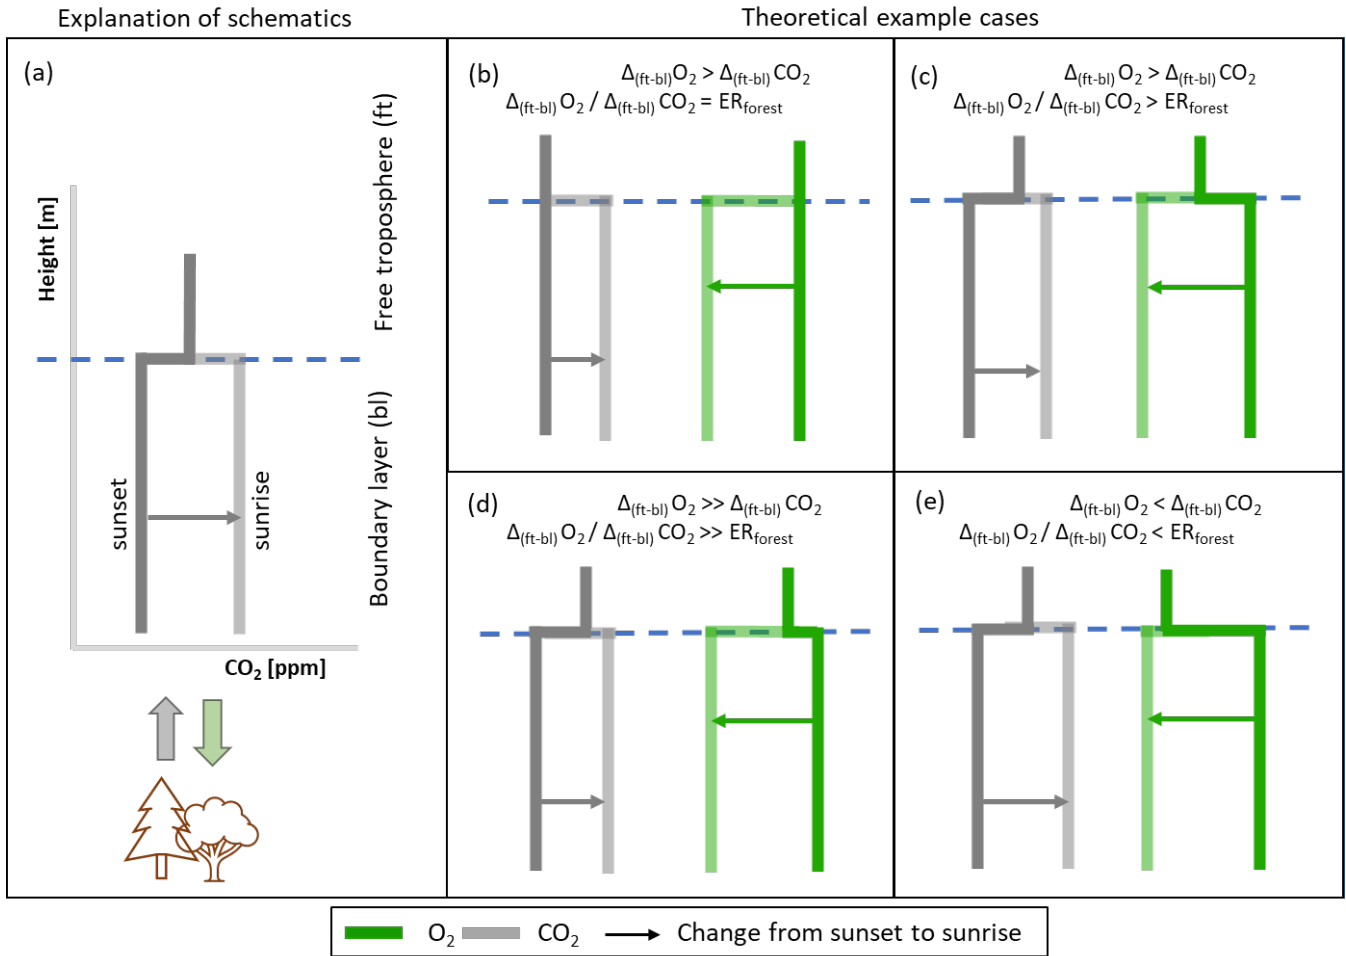 Explanation of schematics
Theoretical example cases
(a)
Free troposphere (ft)
Height [m]
Boundary layer (bl)
sunset
sunrise
CO₂ [ppm]
(b)
Δ₍ft-bl₎O₂ > Δ₍ft-bl₎ CO₂
Δ₍ft-bl₎ O₂ / Δ₍ft-bl₎ CO₂ = ERforest
(c)
Δ₍ft-bl₎O₂ > Δ₍ft-bl₎ CO₂
Δ₍ft-bl₎ O₂ / Δ₍ft-bl₎ CO₂ > ERforest
(d)
Δ₍ft-bl₎O₂ >> Δ₍ft-bl₎ CO₂
Δ₍ft-bl₎ O₂ / Δ₍ft-bl₎ CO₂ >> ERforest
(e)
Δ₍ft-bl₎O₂ < Δ₍ft-bl₎ CO₂
Δ₍ft-bl₎ O₂ / Δ₍ft-bl₎ CO₂ < ERforest
O₂ CO₂ Change from sunset to sunrise